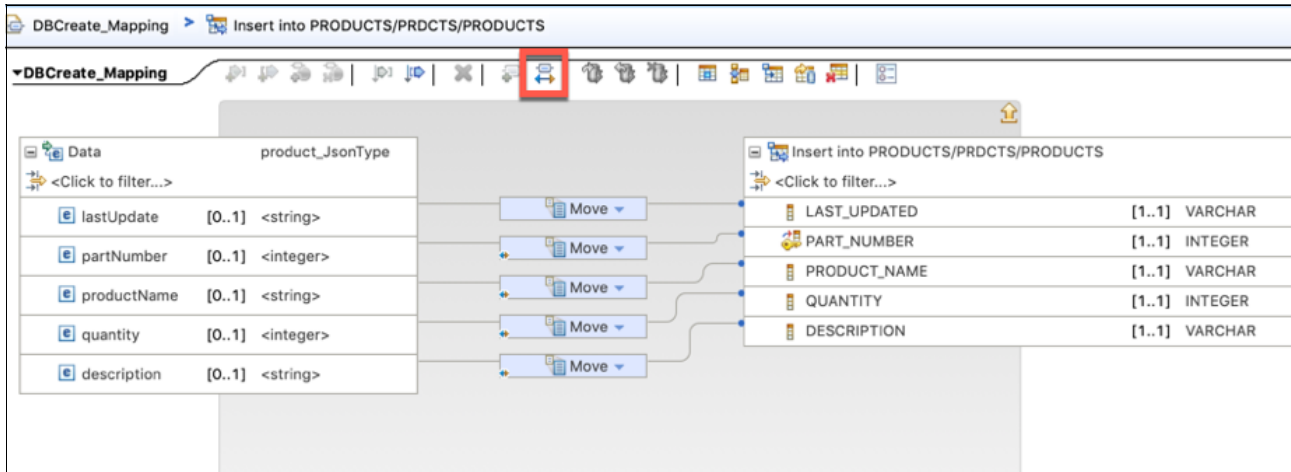 DBCreate_Mapping > Insert into PRODUCTS/PRDCTS/PRODUCTS
DBCreate_Mapping
Data product_JsonType
<Click to filter...>
lastUpdate [0..1] <string>
partNumber [0..1] <integer>
productName [0..1] <string>
quantity [0..1] <integer>
description [0..1] <string>
Move
Move
Move
Move
Move
Insert into PRODUCTS/PRDCTS/PRODUCTS
<Click to filter...>
LAST_UPDATED [1..1] VARCHAR
PART_NUMBER [1..1] INTEGER
PRODUCT_NAME [1..1] VARCHAR
QUANTITY [1..1] INTEGER
DESCRIPTION [1..1] VARCHAR